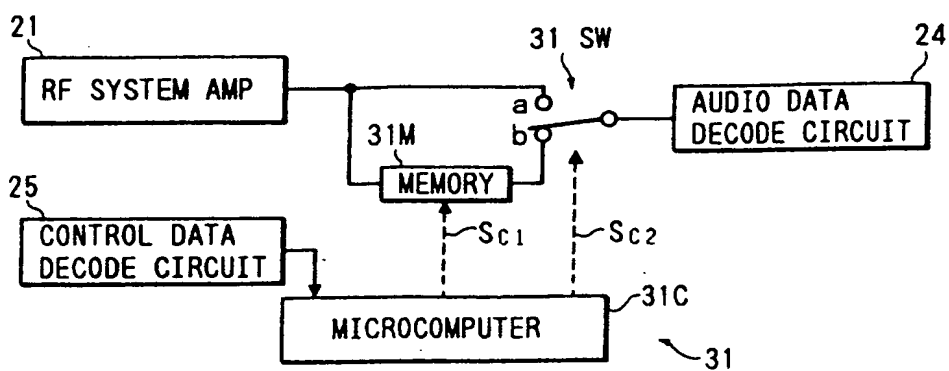 21
RF SYSTEM AMP
31 SW
24
a
b
AUDIO DATA
DECODE CIRCUIT
31M
MEMORY
25
CONTROL DATA
DECODE CIRCUIT
SC1
SC2
31C
MICROCOMPUTER
31